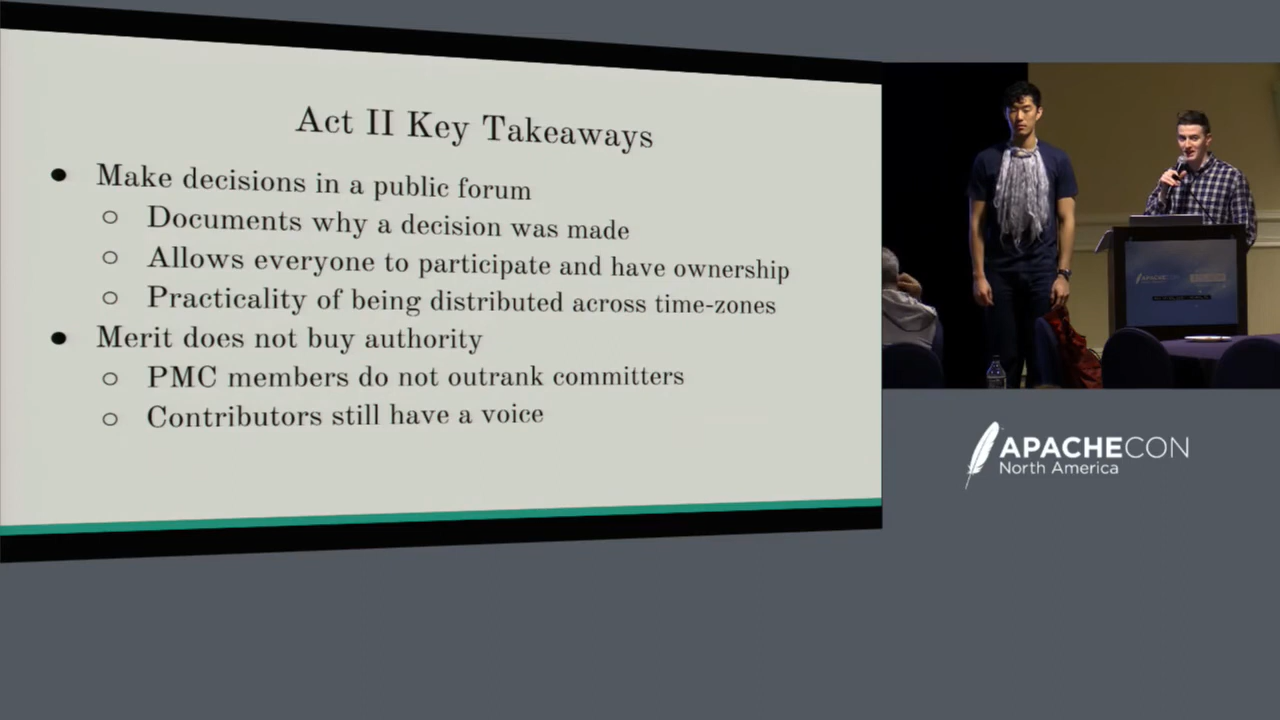 Act II Key Takeaways
● Make decisions in a public forum
○ Documents why a decision was made
○ Allows everyone to participate and have ownership
○ Practicality of being distributed across time-zones
● Merit does not buy authority
○ PMC members do not outrank committers
○ Contributors still have a voice
APACHECON
North America
APACHECON